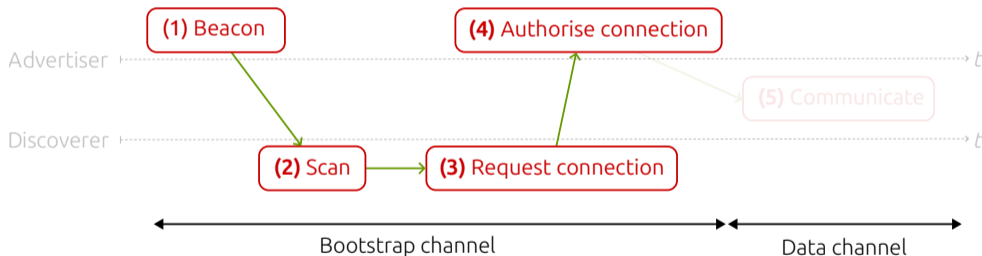 (1) Beacon
(4) Authorise connection
Advertiser
t
(5) Communicate
Discoverer
t
(2) Scan
(3) Request connection
Bootstrap channel
Data channel